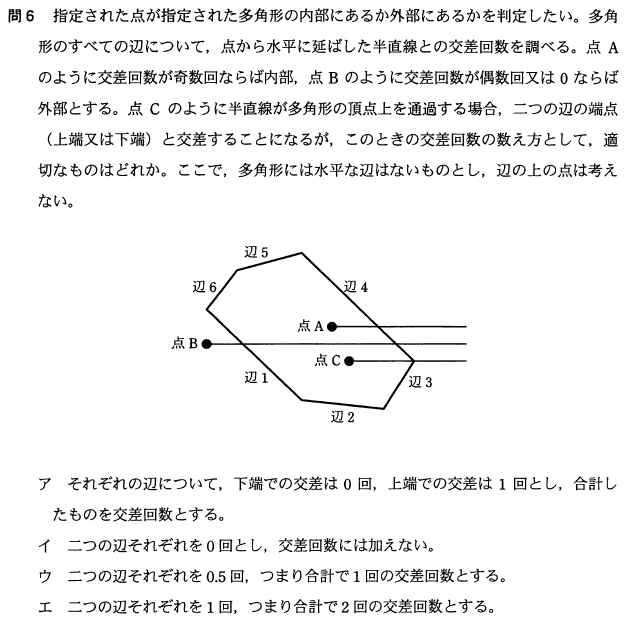 問6 指定された点が指定された多角形の内部にあるか外部にあるかを判定したい。多角
形のすべての辺について，点から水平に延ばした半直線との交差回数を調べる。点 A
のように交差回数が奇数回ならば内部，点 B のように交差回数が偶数回又は 0 ならば
外部とする。点 C のように半直線が多角形の頂点上を通過する場合，二つの辺の端点
（上端又は下端）と交差することになるが，このときの交差回数の数え方として，適
切なものはどれか。ここで，多角形には水平な辺はないものとし，辺の上の点は考え
ない。
辺5
辺6
辺4
点A
点B
点C
辺1
辺3
辺2
ア それぞれの辺について，下端での交差は 0 回，上端での交差は 1 回とし，合計し
たものを交差回数とする。
イ 二つの辺それぞれを0回とし，交差回数には加えない。
ウ 二つの辺それぞれを0.5回，つまり合計で1回の交差回数とする。
エ 二つの辺それぞれを1回，つまり合計で2回の交差回数とする。